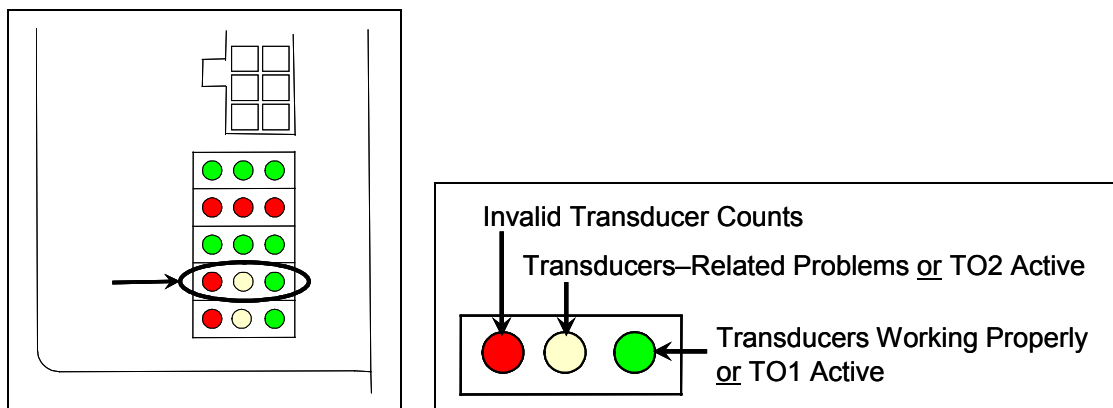 Invalid Transducer Counts
Transducers–Related Problems or TO2 Active
Transducers Working Properly
or TO1 Active